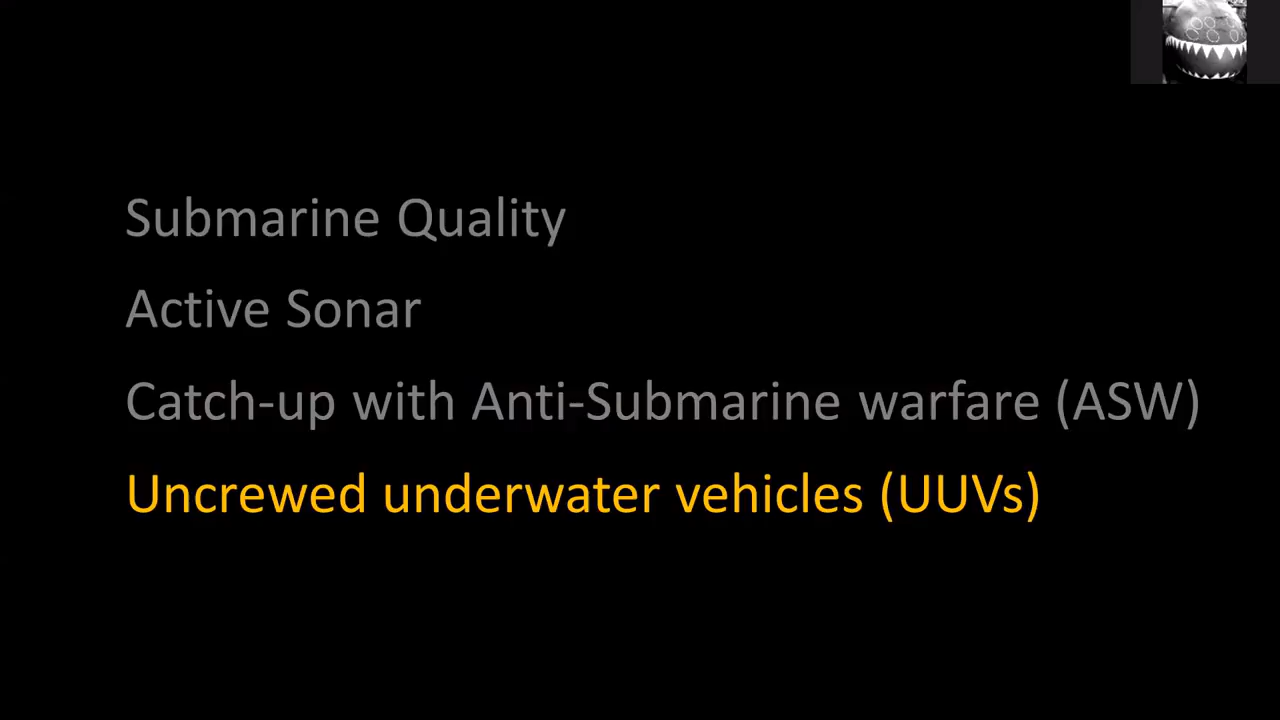 Submarine Quality
Active Sonar
Catch-up with Anti-Submarine warfare (ASW)
Uncrewed underwater vehicles (UUVs)